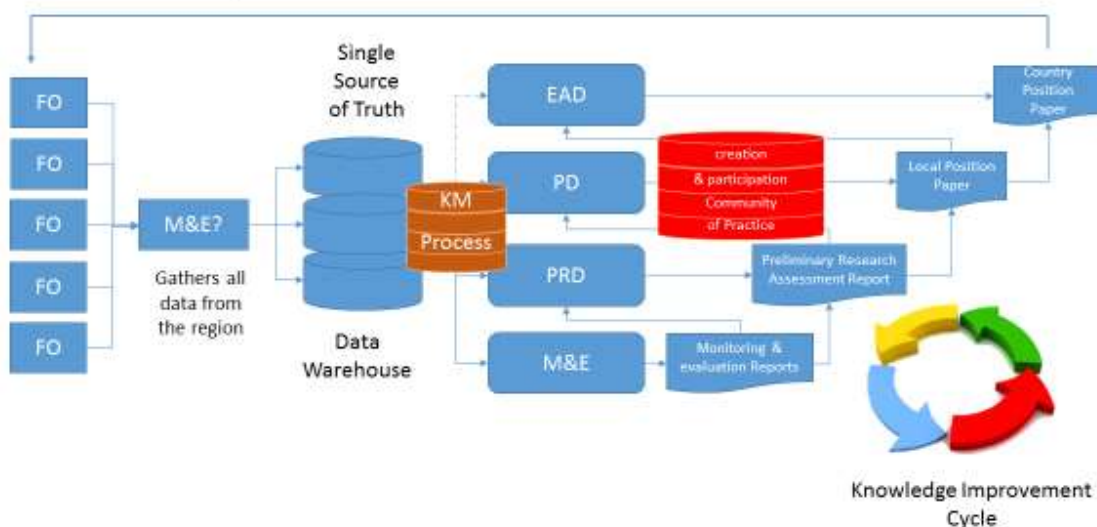 Single
Source
of Truth
FO
FO
FO
FO
FO
M&E?
Gathers all
data from
the region
Data
Warehouse
KM
Process
EAD
PD
PRD
M&E
creation
& participation
Community
of Practice
Country
Position
Paper
Local Position
Paper
Preliminary Research
Assessment Report
Monitoring &
evaluation Reports
Knowledge Improvement
Cycle